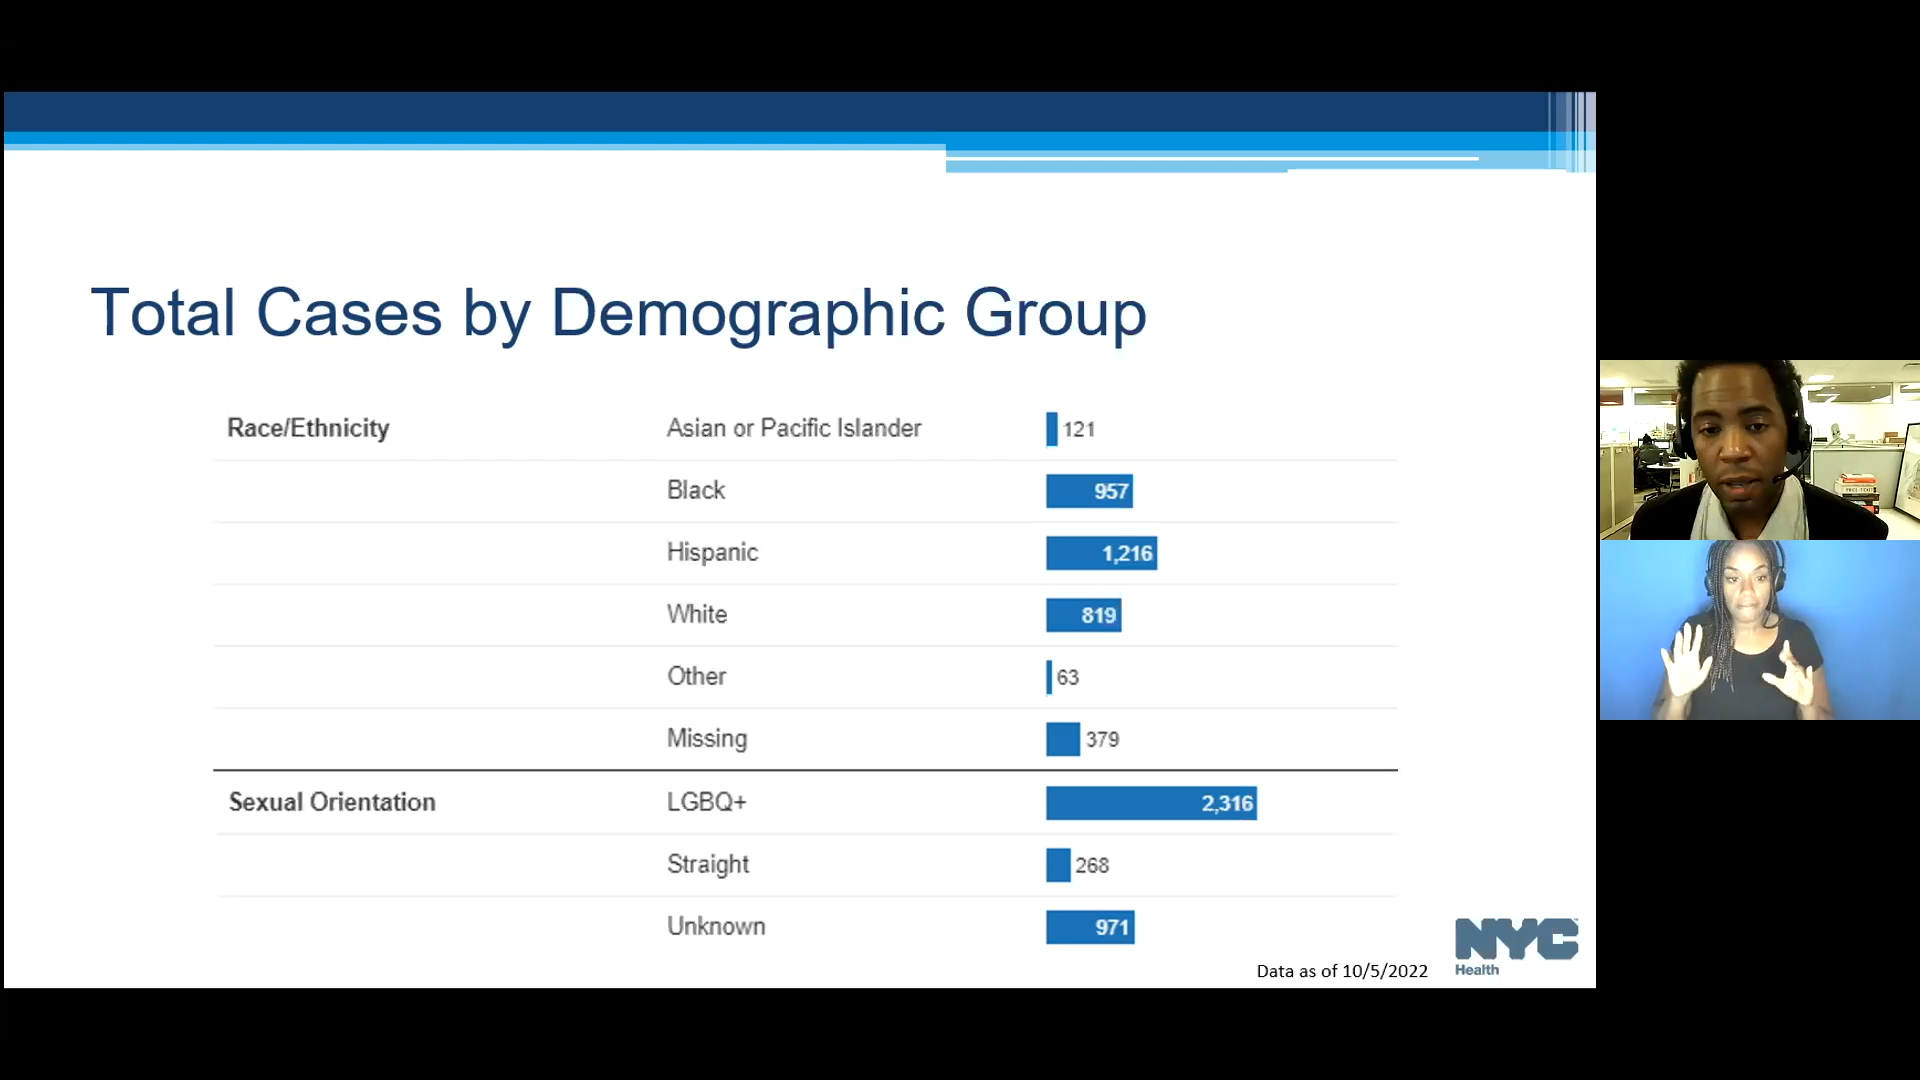 Total Cases by Demographic Group
Race/Ethnicity Asian or Pacific Islander 121
Black 957
Hispanic 1,216
White 819
Other 63
Missing 379
Sexual Orientation LGBQ+ 2,316
Straight 268
Unknown 971
Data as of 10/5/2022
NYC
Health